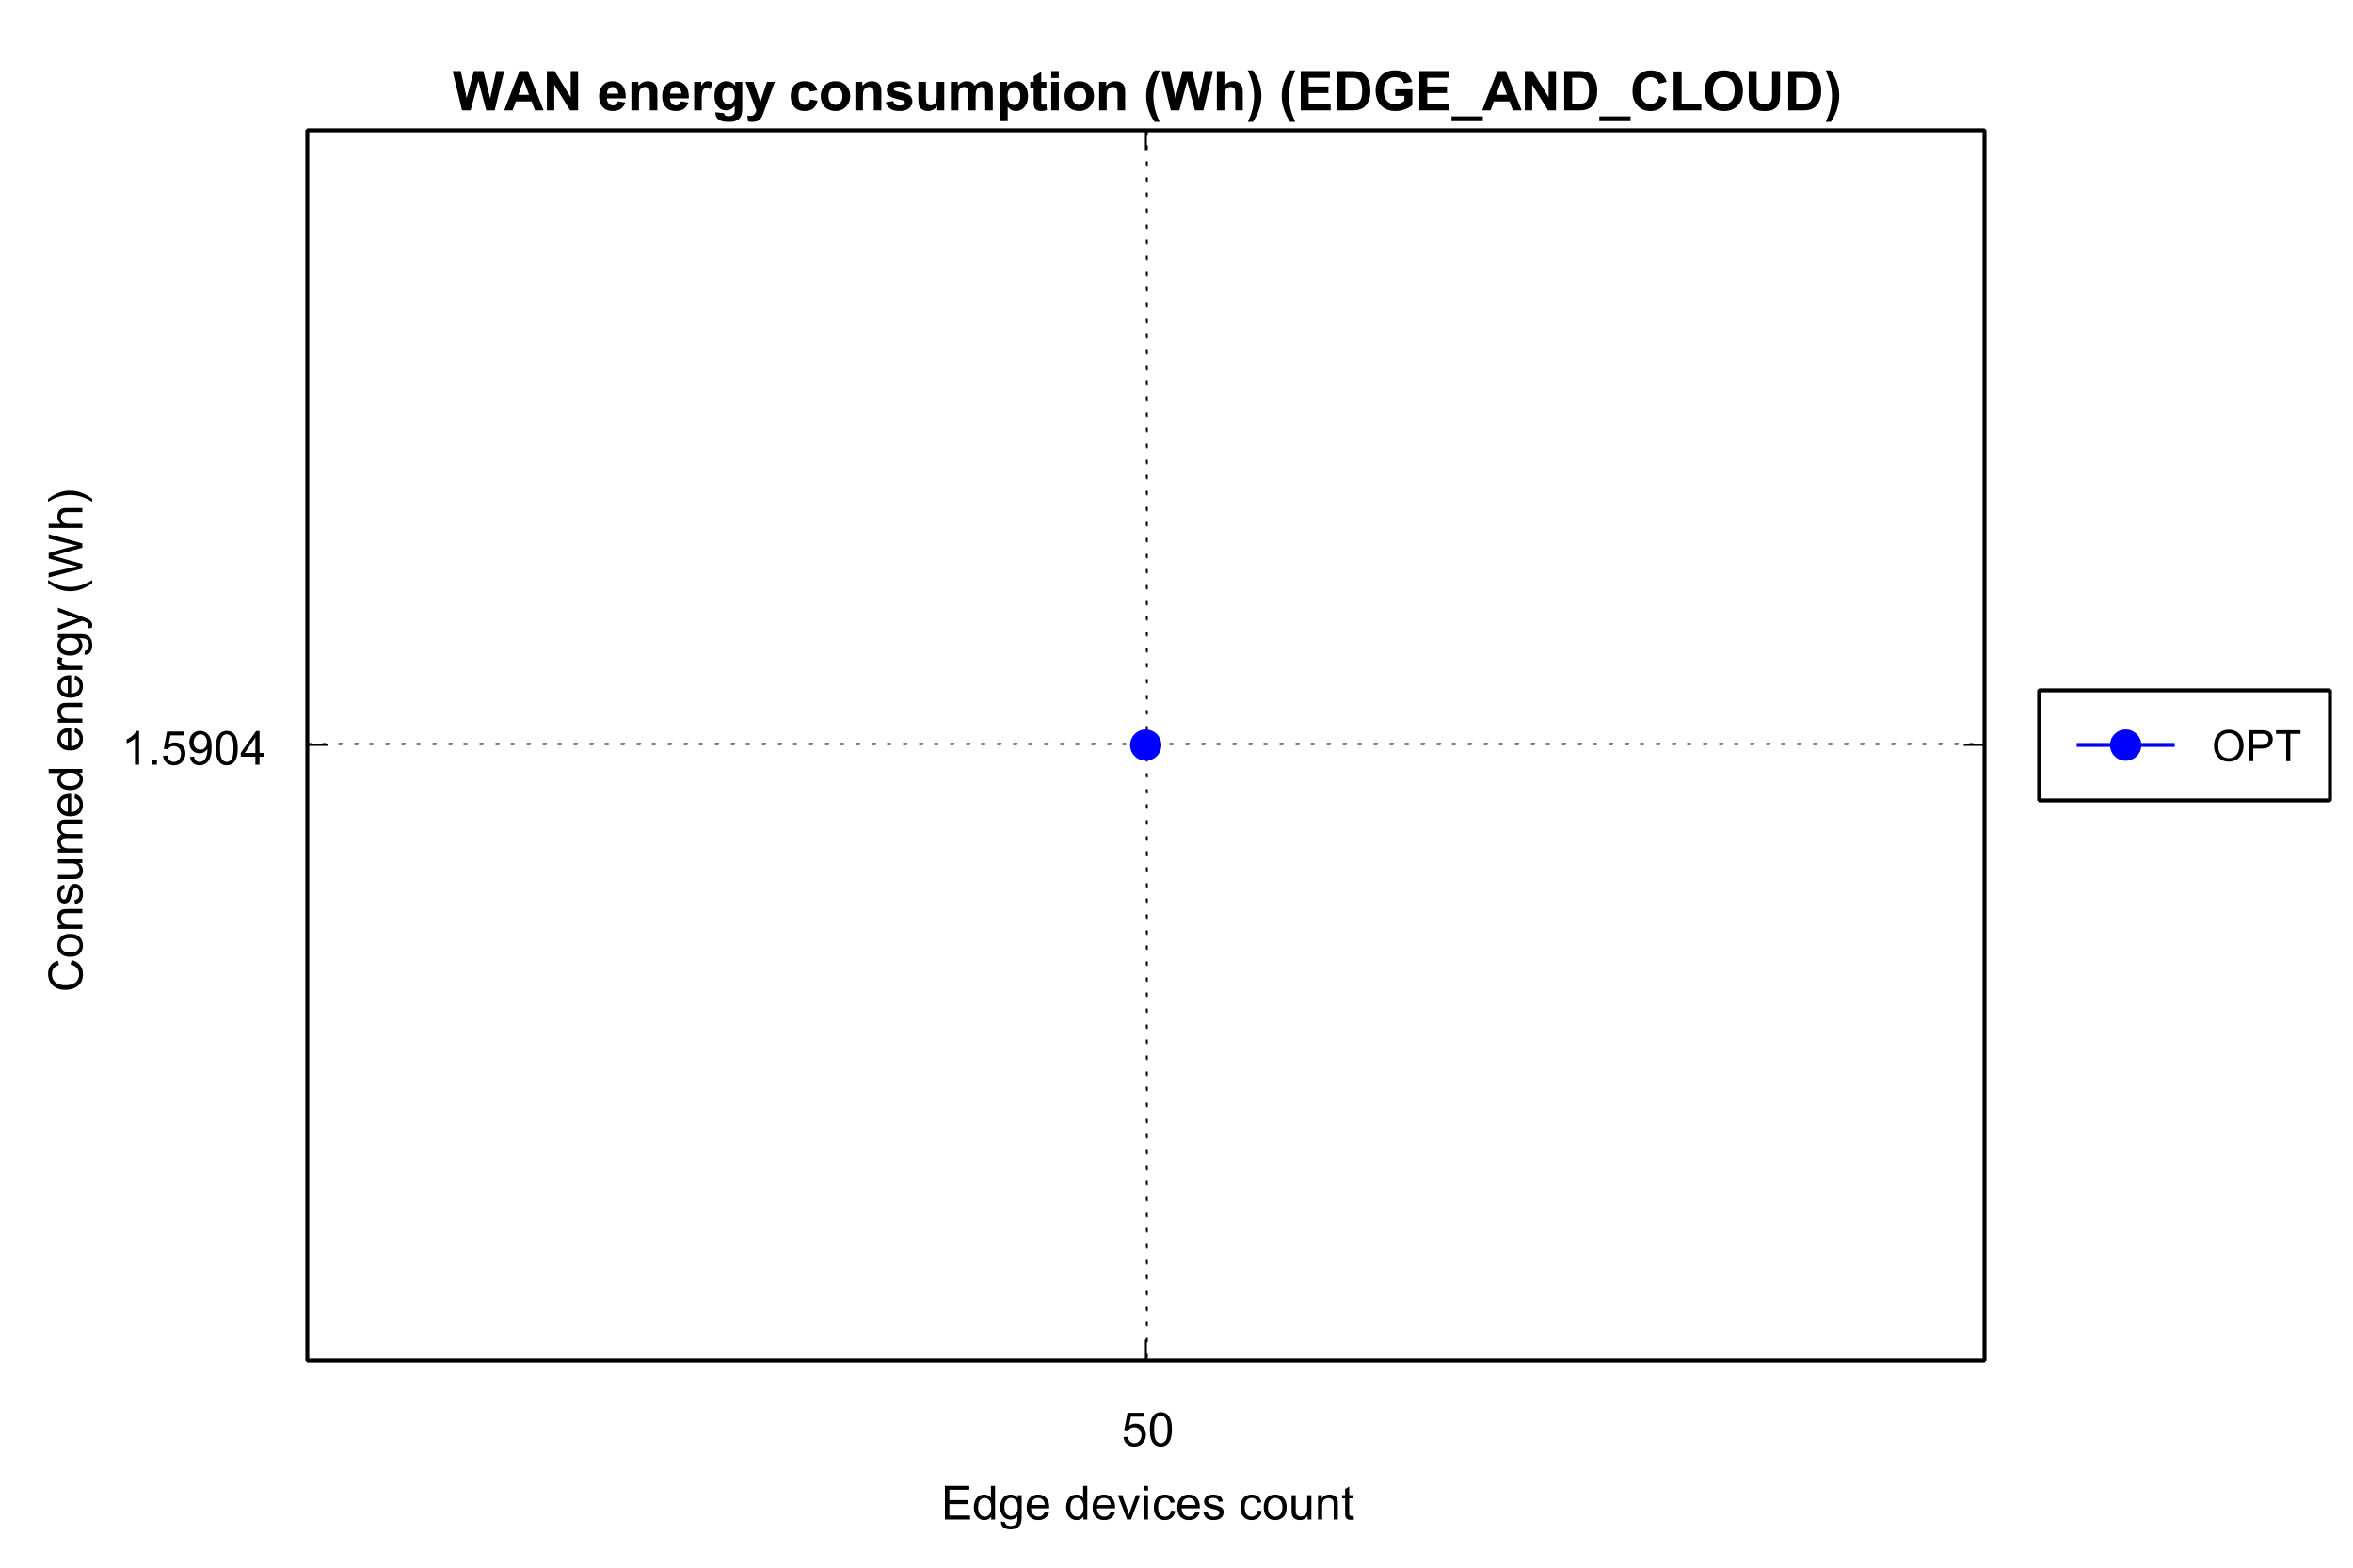 WAN energy consumption (Wh) (EDGE_AND_CLOUD)
Consumed energy (Wh)
1.5904
OPT
50
Edge devices count